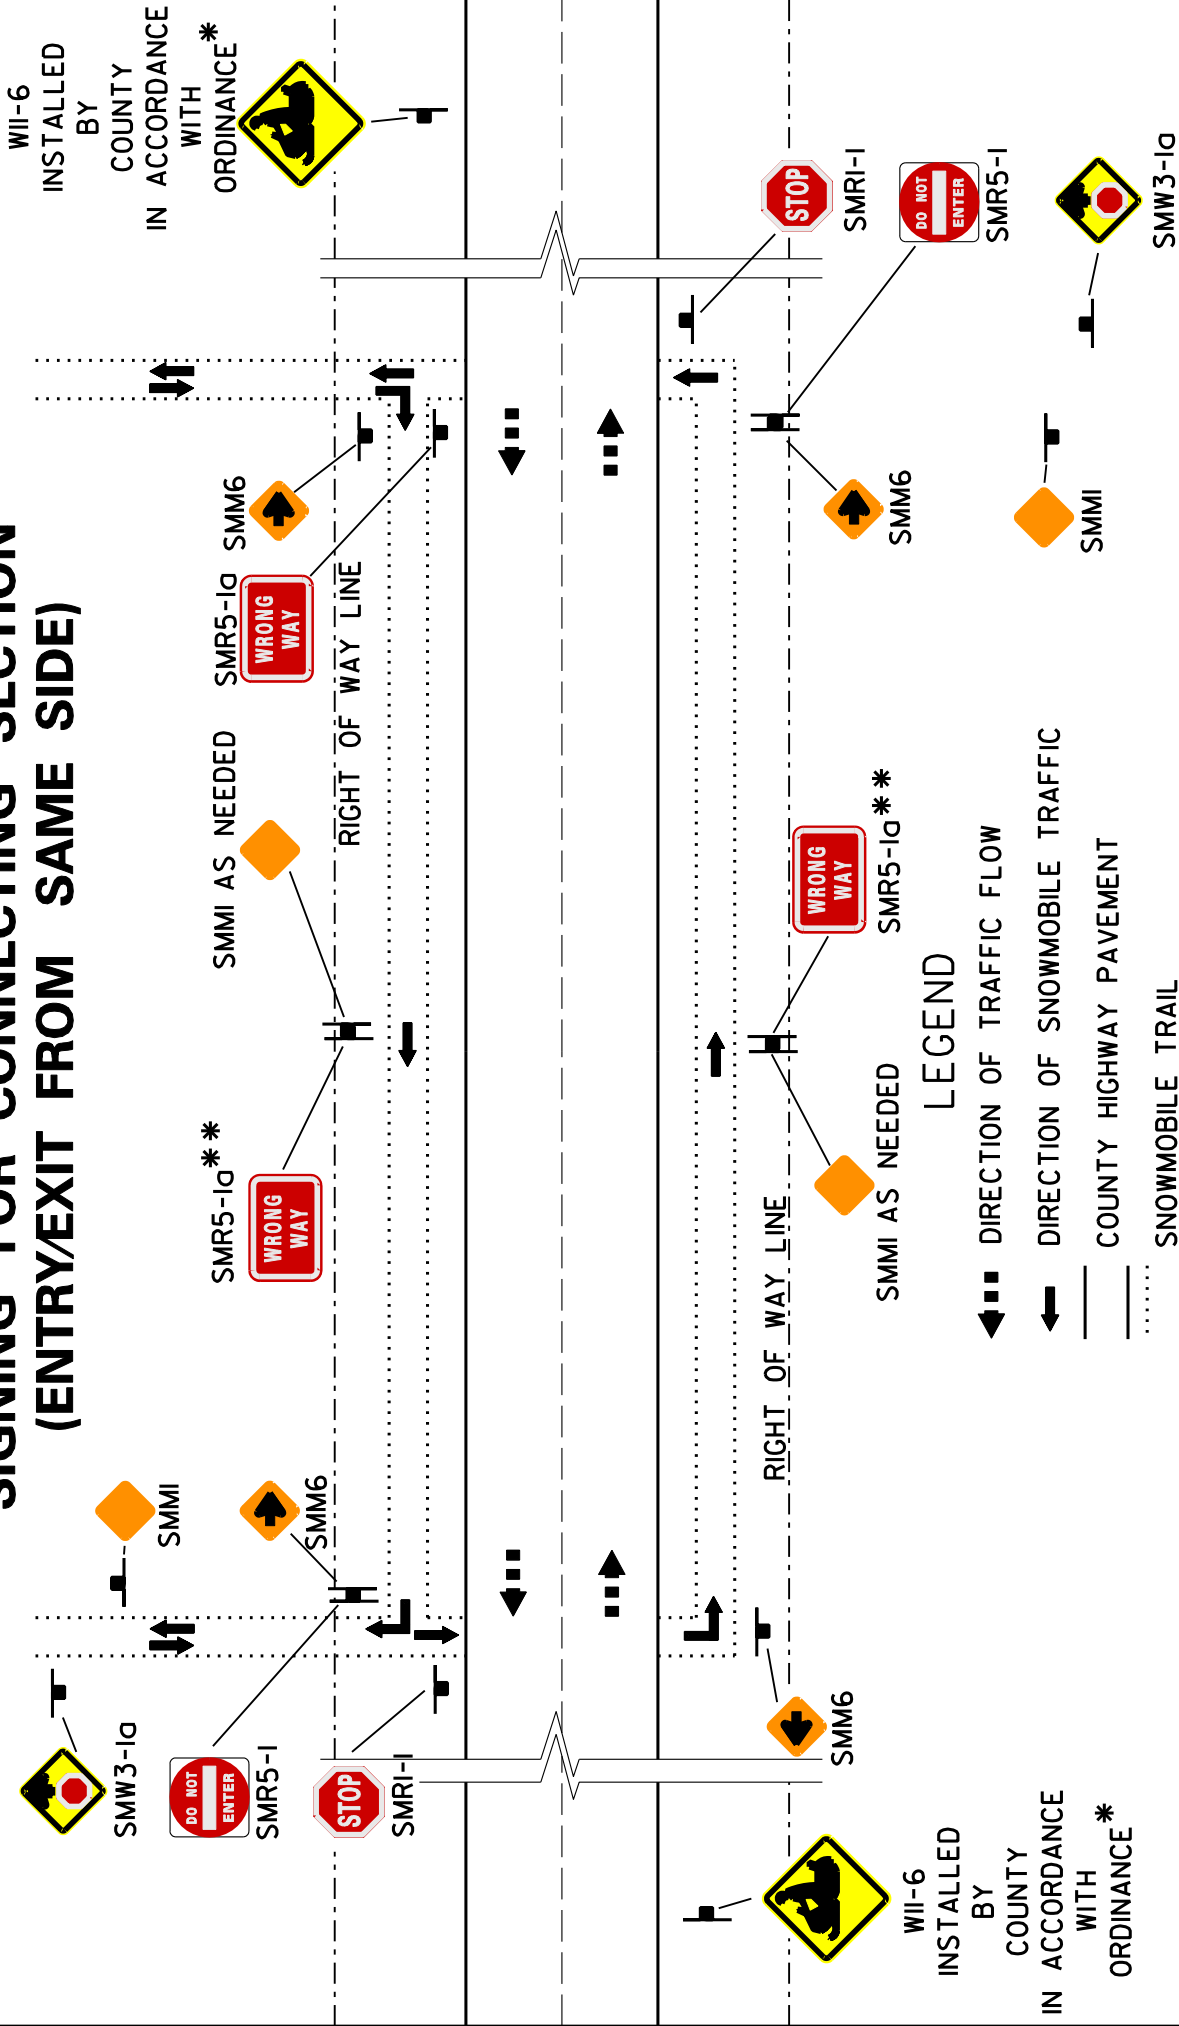 SIGNING FOR CONNECTING SECTION
(ENTRY/EXIT FROM SAME SIDE)
SMW3-1a
SMM1
DO NOT
ENTER
SMR5-1
SMM6
STOP
SMR1-1
SMR5-1a**
WRONG
WAY
SMM1 AS NEEDED
RIGHT OF WAY LINE
SMR5-1a
WRONG
WAY
SMM6
W11-6
INSTALLED
BY
COUNTY
IN ACCORDANCE
WITH
ORDINANCE*
W11-6
INSTALLED
BY
COUNTY
IN ACCORDANCE
WITH
ORDINANCE*
SMM6
RIGHT OF WAY LINE
SMM1 AS NEEDED
WRONG
WAY
SMR5-1a**
SMM6
STOP
SMR1-1
DO NOT
ENTER
SMR5-1
SMM1
SMW3-1a
LEGEND
DIRECTION OF TRAFFIC FLOW
DIRECTION OF SNOWMOBILE TRAFFIC
COUNTY HIGHWAY PAVEMENT
SNOWMOBILE TRAIL